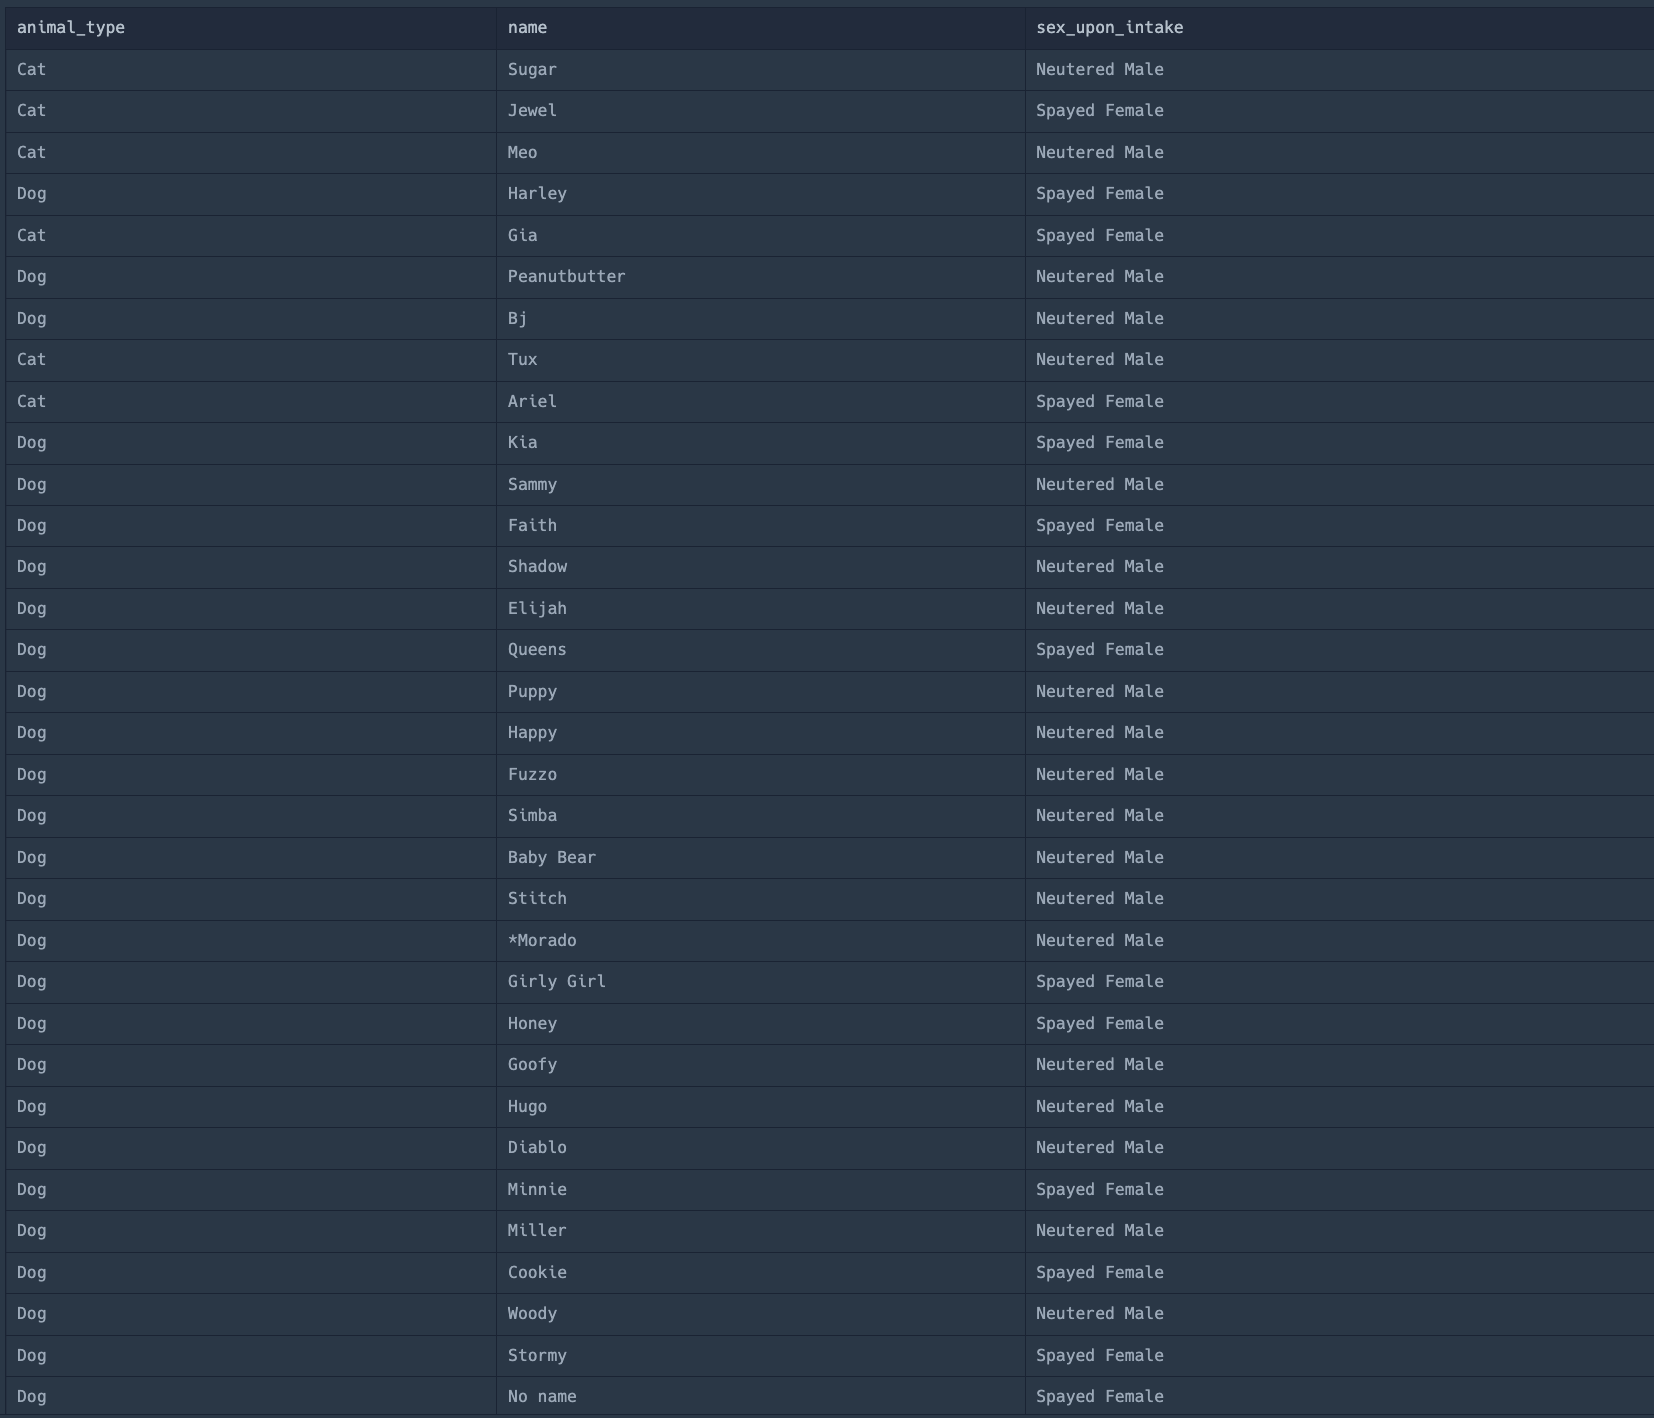 animal_type name sex_upon_intake
Cat Sugar Neutered Male
Cat Jewel Spayed Female
Cat Meo Neutered Male
Dog Harley Spayed Female
Cat Gia Spayed Female
Dog Peanutbutter Neutered Male
Dog Bj Neutered Male
Cat Tux Neutered Male
Cat Ariel Spayed Female
Dog Kia Spayed Female
Dog Sammy Neutered Male
Dog Faith Spayed Female
Dog Shadow Neutered Male
Dog Elijah Neutered Male
Dog Queens Spayed Female
Dog Puppy Neutered Male
Dog Happy Neutered Male
Dog Fuzzo Neutered Male
Dog Simba Neutered Male
Dog Baby Bear Neutered Male
Dog Stitch Neutered Male
Dog *Morado Neutered Male
Dog Girly Girl Spayed Female
Dog Honey Spayed Female
Dog Goofy Neutered Male
Dog Hugo Neutered Male
Dog Diablo Neutered Male
Dog Minnie Spayed Female
Dog Miller Neutered Male
Dog Cookie Spayed Female
Dog Woody Neutered Male
Dog Stormy Spayed Female
Dog No name Spayed Female